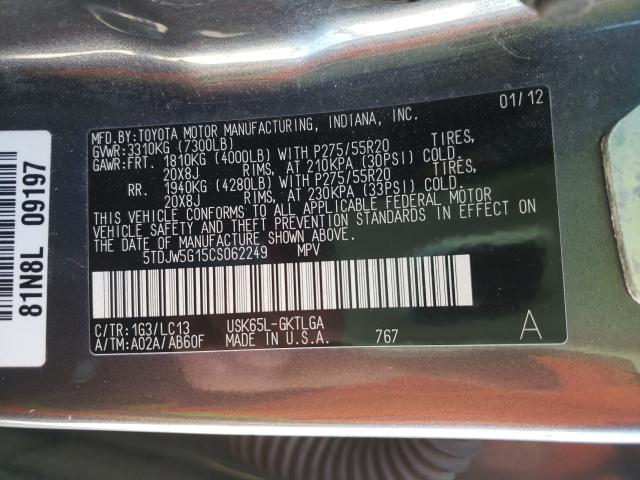 01/12
MFD.BY:TOYOTA MOTOR MANUFACTURING, INDIANA, INC.
GVWR:3310KG (7300LB)
GAWR:FRT. 1810KG (4000LB) WITH P275/55R20 TIRES,
20X8J RIMS, AT 210KPA (30PSI) COLD.
RR. 1940KG (4280LB) WITH P275/55R20 TIRES,
20X8J RIMS, AT 230KPA (33PSI) COLD.
THIS VEHICLE CONFORMS TO ALL APPLICABLE FEDERAL MOTOR
VEHICLE SAFETY AND THEFT PREVENTION STANDARDS IN EFFECT ON
THE DATE OF MANUFACTURE SHOWN ABOVE.
5TDJW5G15CS062249 MPV
C/TR:1G3/LC13 USK65L-GKTLGA
A/TM:A02A/AB60F MADE IN U.S.A. 767 A
81N8L 09197